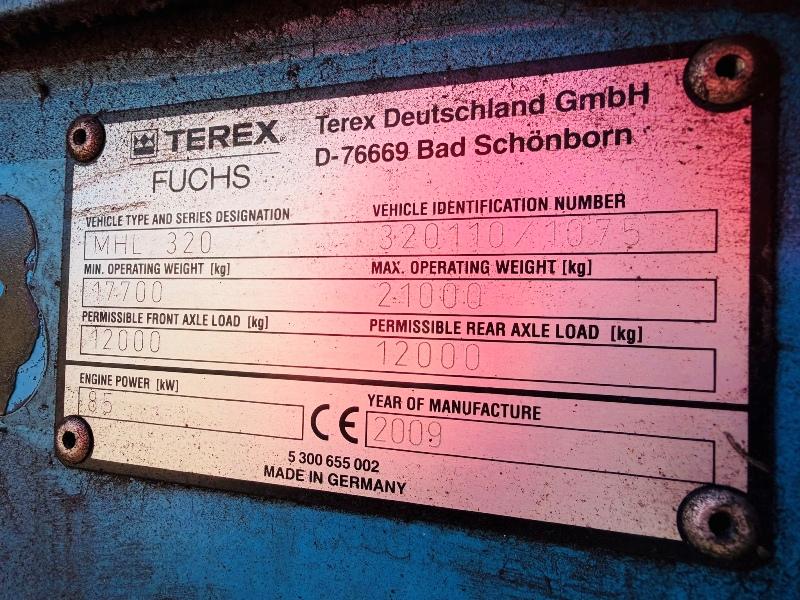 TEREX Terex Deutschland GmbH
FUCHS D-76669 Bad Schönborn
VEHICLE TYPE AND SERIES DESIGNATION VEHICLE IDENTIFICATION NUMBER
MHL 320 320110/1075
MIN. OPERATING WEIGHT [kg] MAX. OPERATING WEIGHT [kg]
17700 21000
PERMISSIBLE FRONT AXLE LOAD [kg] PERMISSIBLE REAR AXLE LOAD [kg]
12000 12000
ENGINE POWER [kW] YEAR OF MANUFACTURE
85 CE 2009
5 300 655 002
MADE IN GERMANY